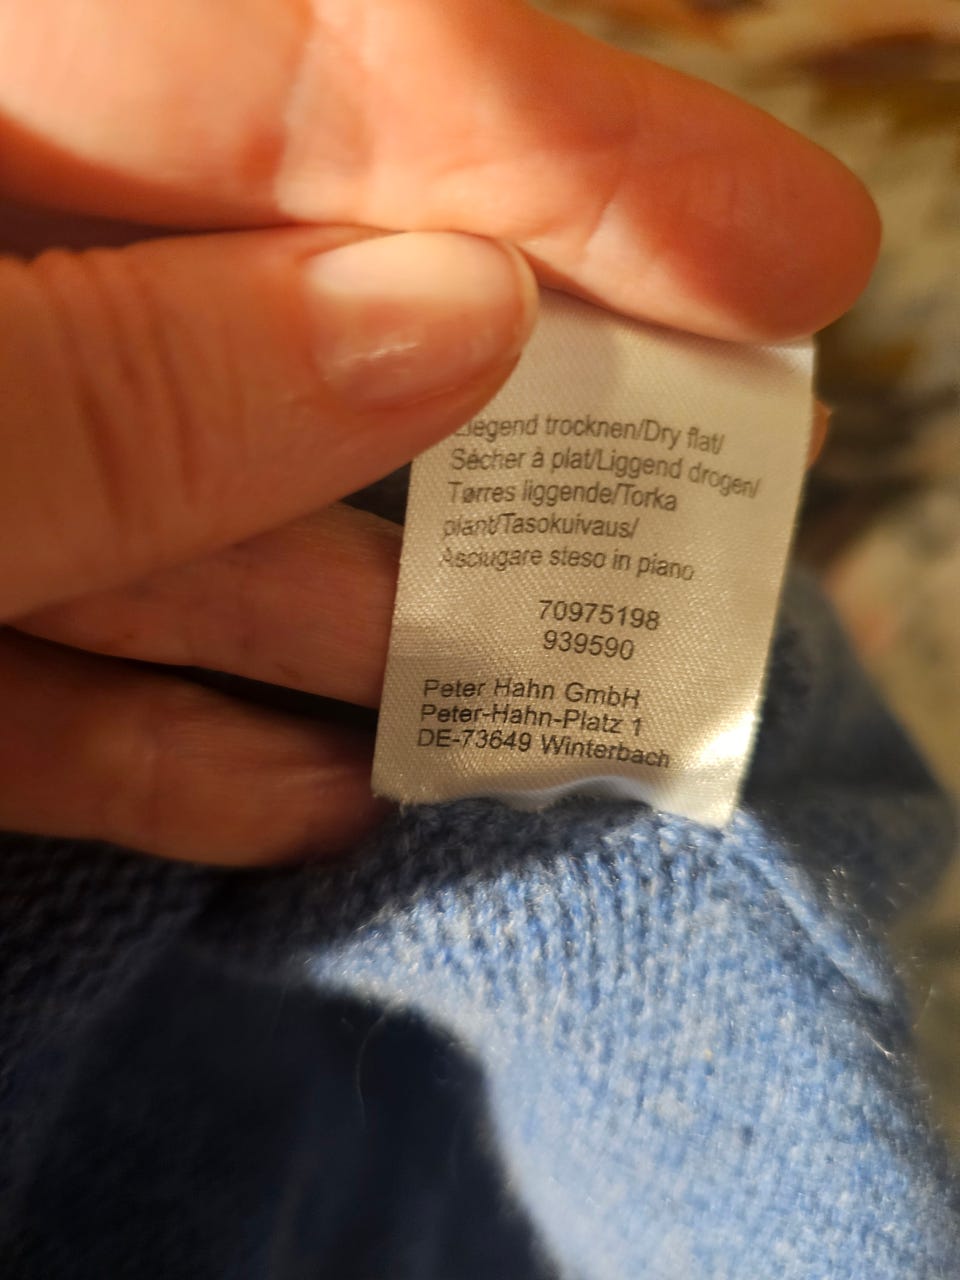 Liegend trocknen/Dry flat/
Sécher à plat/Liggend drogen/
Tørres liggende/Torka
plant/Tasokuivaus/
Asciugare steso in piano
70975198
939590
Peter Hahn GmbH
Peter-Hahn-Platz 1
DE-73649 Winterbach